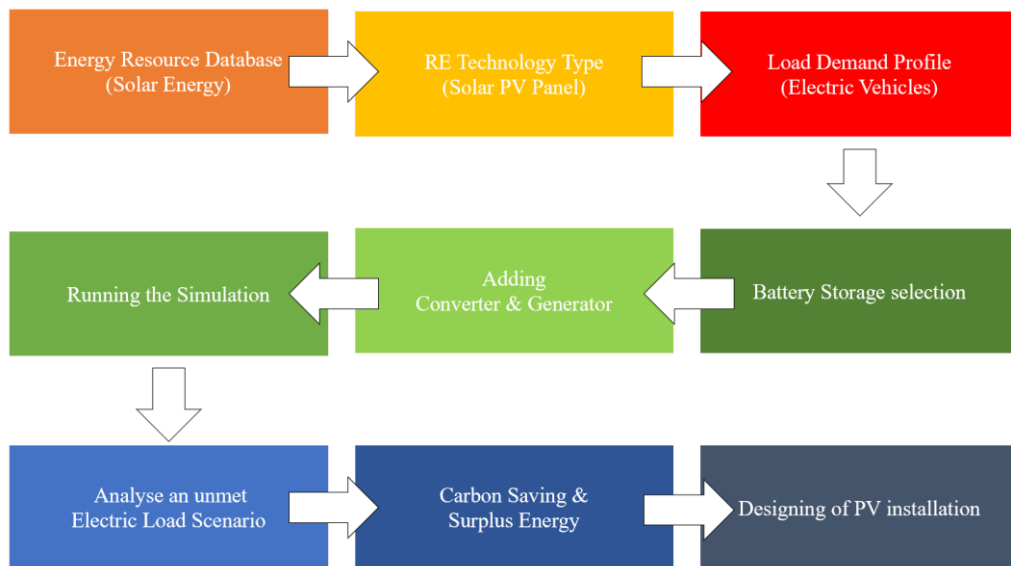 Energy Resource Database
(Solar Energy)
RE Technology Type
(Solar PV Panel)
Load Demand Profile
(Electric Vehicles)
Battery Storage selection
Adding
Converter & Generator
Running the Simulation
Analyse an unmet
Electric Load Scenario
Carbon Saving &
Surplus Energy
Designing of PV installation